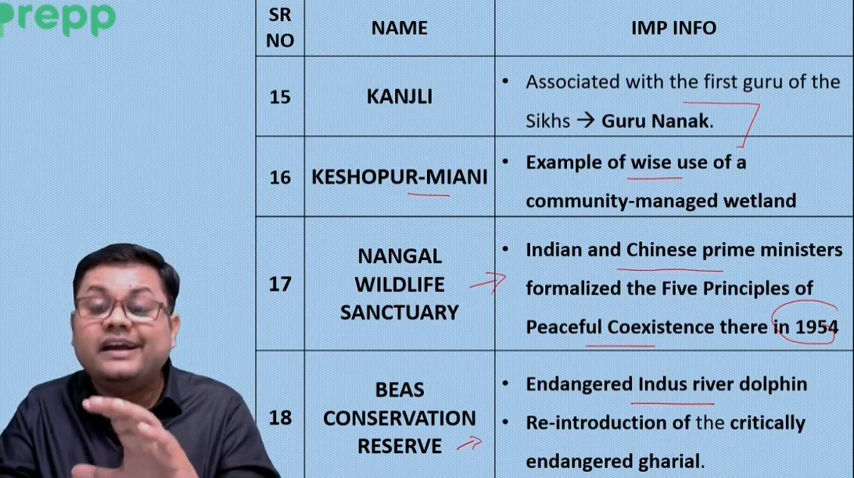 prepp
SR
NO
NAME
IMP INFO
15
KANJLI
• Associated with the first guru of the
Sikhs → Guru Nanak.
16
KESHOPUR-MIANI
• Example of wise use of a
community-managed wetland
17
NANGAL
WILDLIFE
SANCTUARY
• Indian and Chinese prime ministers
formalized the Five Principles of
Peaceful Coexistence there in 1954
18
BEAS
CONSERVATION
RESERVE
• Endangered Indus river dolphin
• Re-introduction of the critically
endangered gharial.